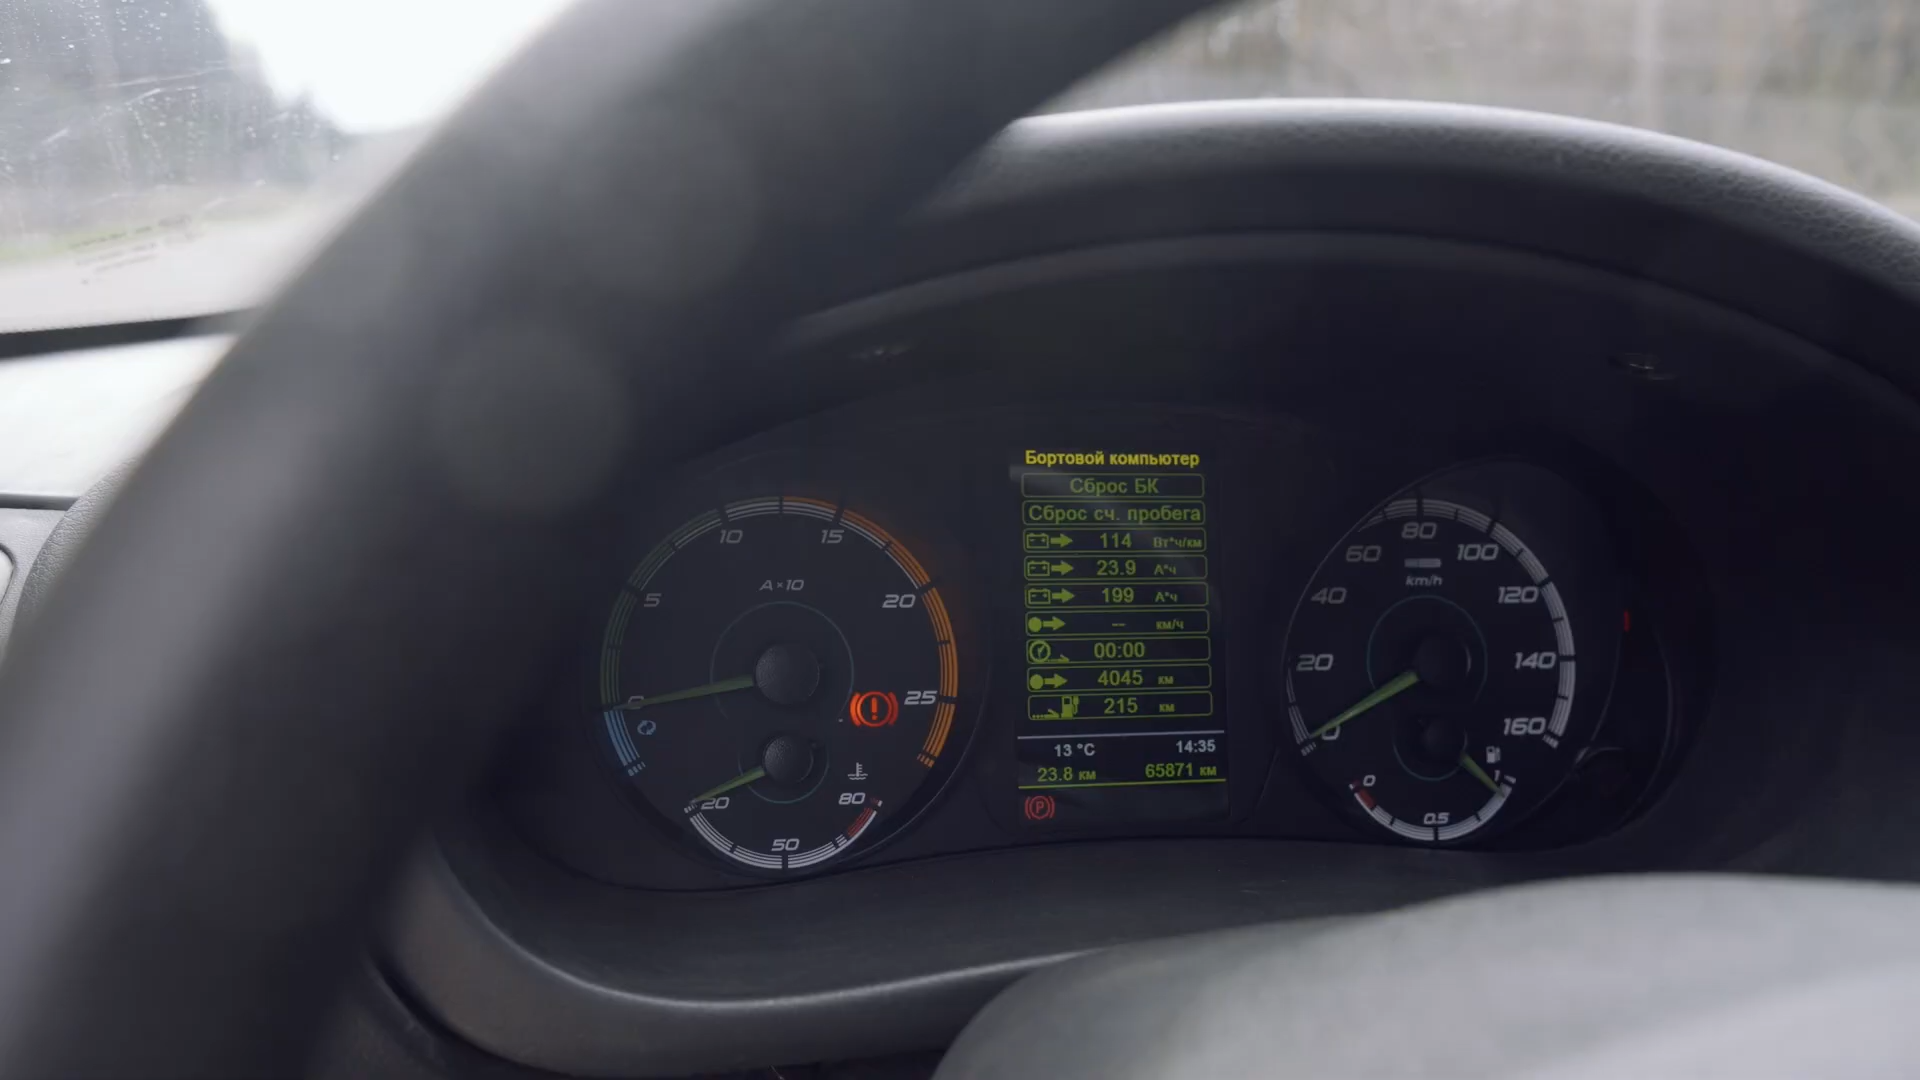 Бортовой компьютер
Сброс БК
Сброс сч. пробега
114 Вт*ч/км
23.9 А*ч
199 А*ч
-- км/ч
00:00
4045 км
215 км
13 °C 14:35
23.8 км 65871 км
P
0
5
10
15
20
25
A×10
!
20
50
80
0
20
40
60
80
100
120
140
160
km/h
0
0.5
1